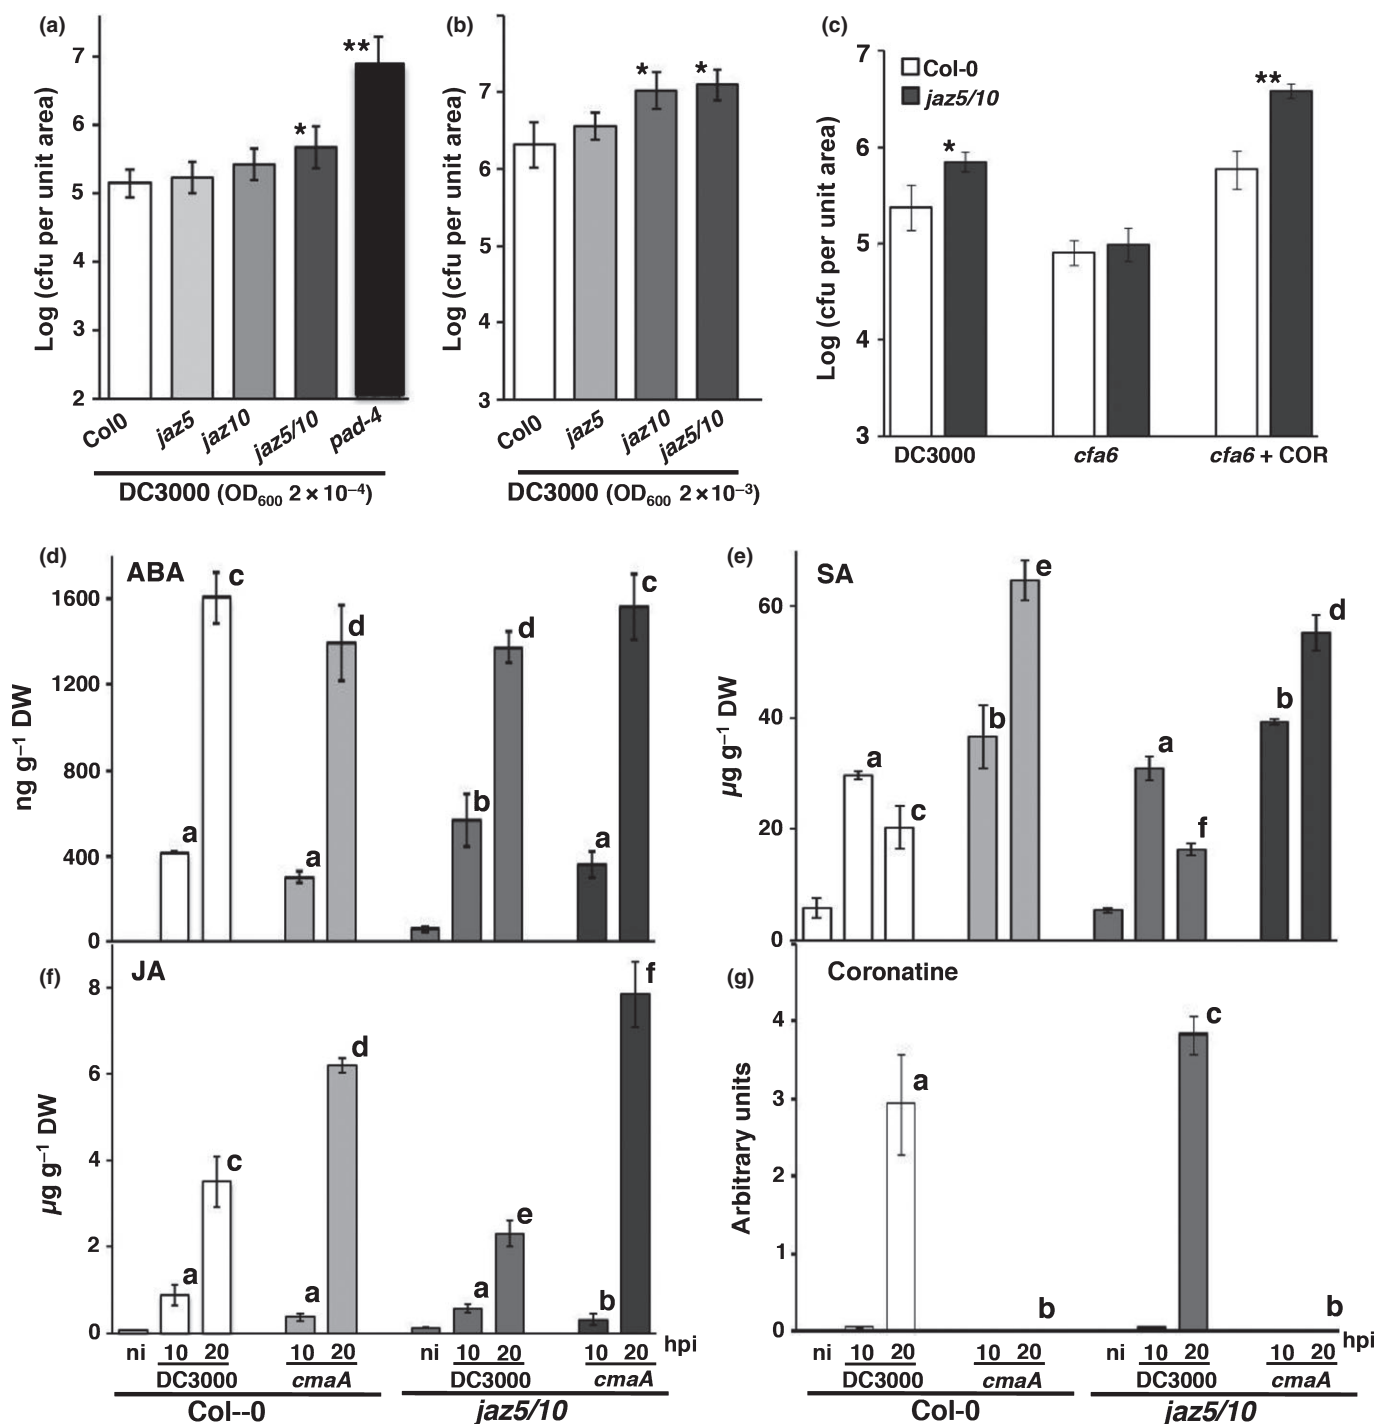 (a)
Log (cfu per unit area)
7
6
5
4
3
2
*
**
Col0
jaz5
jaz10
jaz5/10
pad-4
DC3000 (OD600 2 × 10–4)
(b)
Log (cfu per unit area)
7
6
5
4
3
*
*
Col0
jaz5
jaz10
jaz5/10
DC3000 (OD600 2 × 10–3)
(c)
Log (cfu per unit area)
7
6
5
4
3
Col-0
jaz5/10
*
**
DC3000
cfa6
cfa6 + COR
(d)
ABA
ng g–1 DW
1600
1200
800
400
0
a
c
a
d
b
d
a
c
(e)
SA
µg g–1 DW
60
40
20
0
a
c
b
e
a
f
b
d
(f)
JA
µg g–1 DW
8
6
4
2
0
a
c
a
d
a
e
b
f
ni 10 20 10 20 ni 10 20 10 20 hpi
DC3000 cmaA DC3000 cmaA
Col--0 jaz5/10
(g)
Coronatine
Arbitrary units
4
3
2
1
0
a
b
c
b
ni 10 20 10 20 ni 10 20 10 20 hpi
DC3000 cmaA DC3000 cmaA
Col-0 jaz5/10